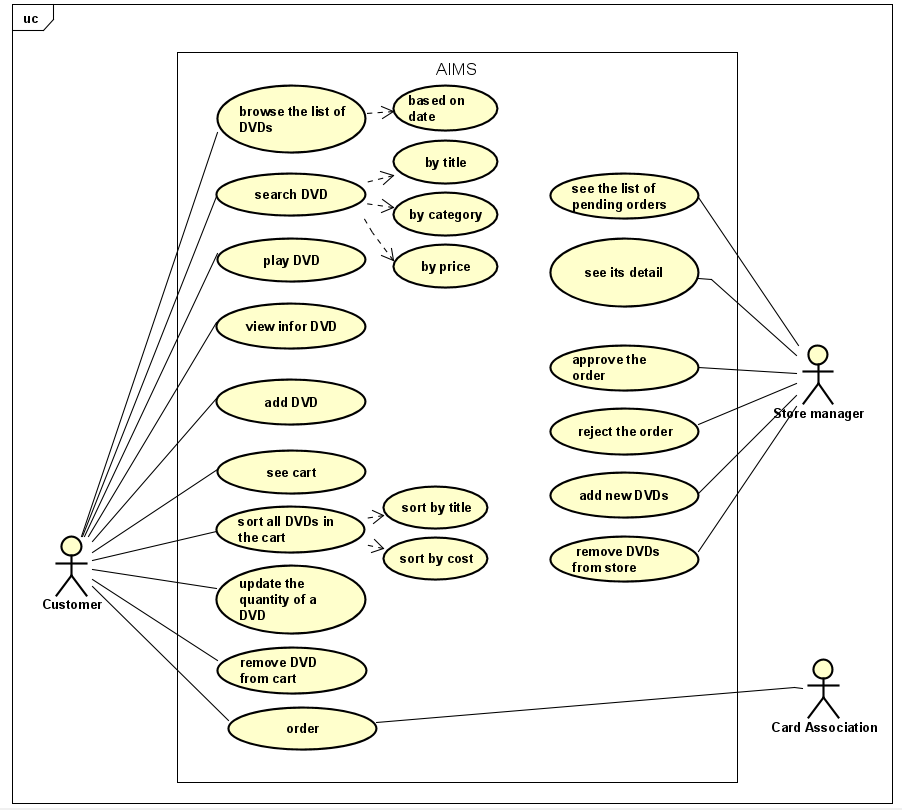 uc
AIMS
browse the list of
DVDs
based on
date
by title
search DVD
by category
by price
play DVD
view infor DVD
add DVD
see cart
sort all DVDs in
the cart
sort by title
sort by cost
update the
quantity of a
DVD
remove DVD
from cart
order
see the list of
pending orders
see its detail
approve the
order
reject the order
add new DVDs
remove DVDs
from store
Customer
Store manager
Card Association